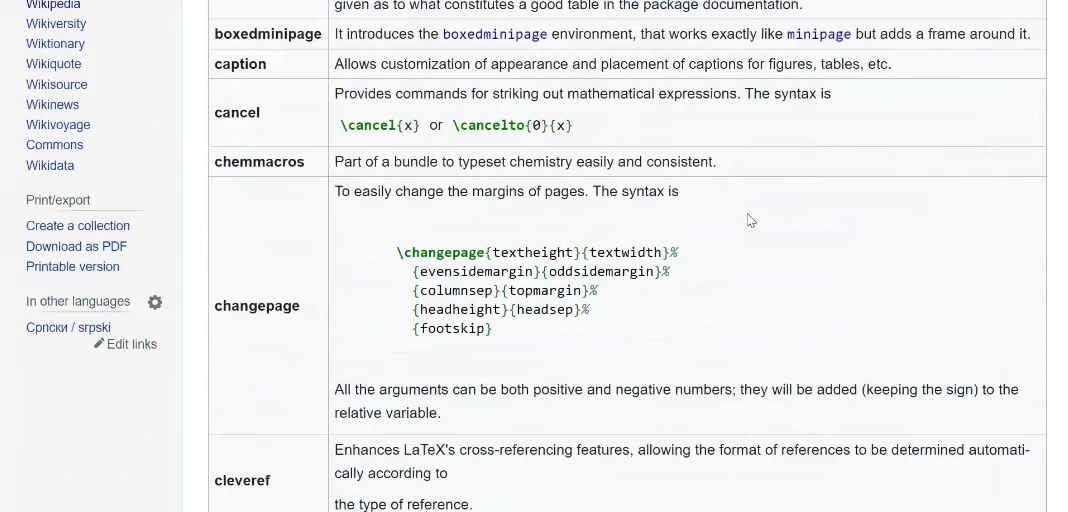 Wikipedia
Wikiversity
Wiktionary
Wikiquote
Wikisource
Wikinews
Wikivoyage
Commons
Wikidata
Print/export
Create a collection
Download as PDF
Printable version
In other languages
Српски / srpski
Edit links
given as to what constitutes a good table in the package documentation.
boxedminipage It introduces the boxedminipage environment, that works exactly like minipage but adds a frame around it.
caption Allows customization of appearance and placement of captions for figures, tables, etc.
cancel Provides commands for striking out mathematical expressions. The syntax is
\cancel{x} or \cancelto{0}{x}
chemmacros Part of a bundle to typeset chemistry easily and consistent.
changepage To easily change the margins of pages. The syntax is
\changepage{textheight}{textwidth}%
{evensidemargin}{oddsidemargin}%
{columnsep}{topmargin}%
{headheight}{headsep}%
{footskip}
All the arguments can be both positive and negative numbers; they will be added (keeping the sign) to the
relative variable.
cleveref Enhances LaTeX's cross-referencing features, allowing the format of references to be determined automati-
cally according to
the type of reference.